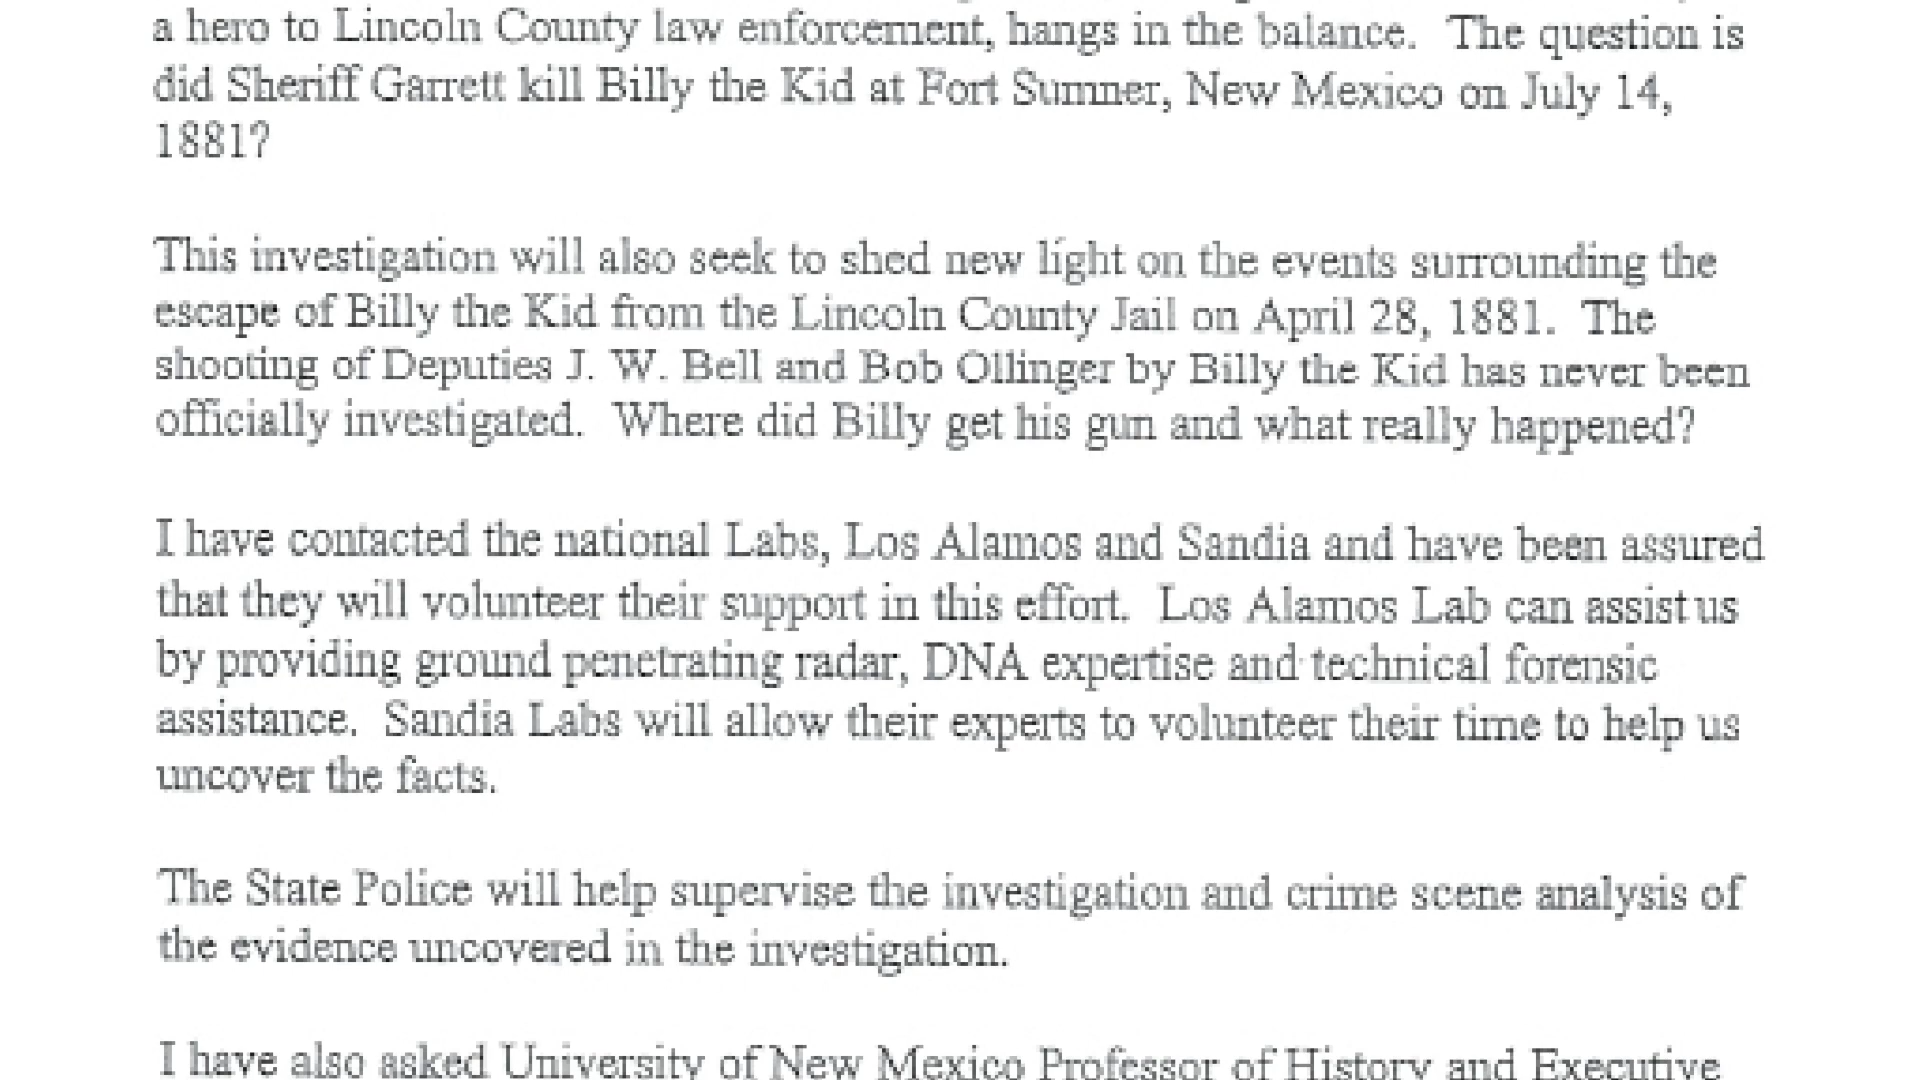 a hero to Lincoln County law enforcement, hangs in the balance.  The question is
did Sheriff Garrett kill Billy the Kid at Fort Sumner, New Mexico on July 14,
1881?
This investigation will also seek to shed new light on the events surrounding the
escape of Billy the Kid from the Lincoln County Jail on April 28, 1881.  The
shooting of Deputies J. W. Bell and Bob Ollinger by Billy the Kid has never been
officially investigated.  Where did Billy get his gun and what really happened?
I have contacted the national Labs, Los Alamos and Sandia and have been assured
that they will volunteer their support in this effort.  Los Alamos Lab can assist us
by providing ground penetrating radar, DNA expertise and technical forensic
assistance.  Sandia Labs will allow their experts to volunteer their time to help us
uncover the facts.
The State Police will help supervise the investigation and crime scene analysis of
the evidence uncovered in the investigation.
I have also asked University of New Mexico Professor of History and Executive